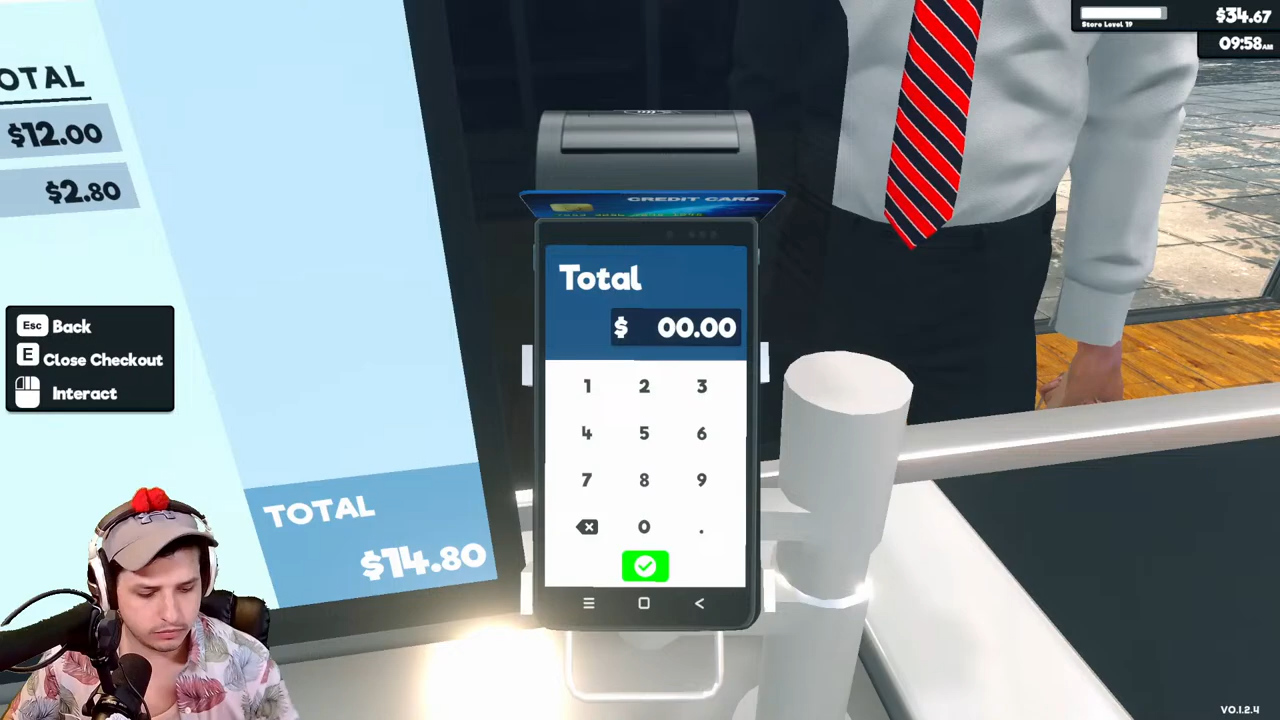 OTAL
$12.00
$2.80
Esc Back
E Close Checkout
Interact
TOTAL
$14.80
CREDIT CARD
Total
$ 00.00
1 2 3
4 5 6
7 8 9
0 .
$34.67
Store Level 19
09:58AM
V0.1.2.4